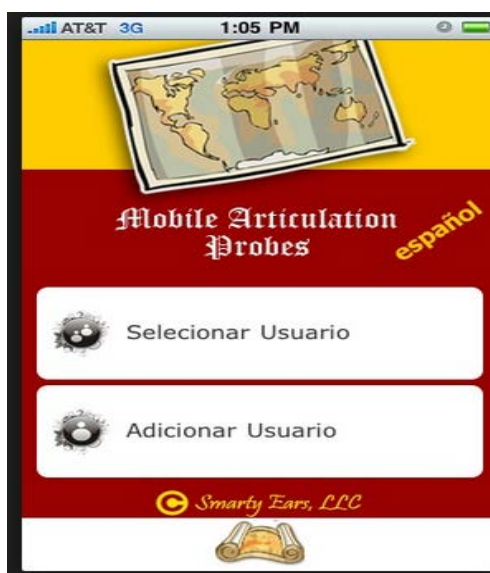 AT&T 3G 1:05 PM
Mobile Articulation
Probes
español
Selecionar Usuario
Adicionar Usuario
C Smarty Ears, LLC